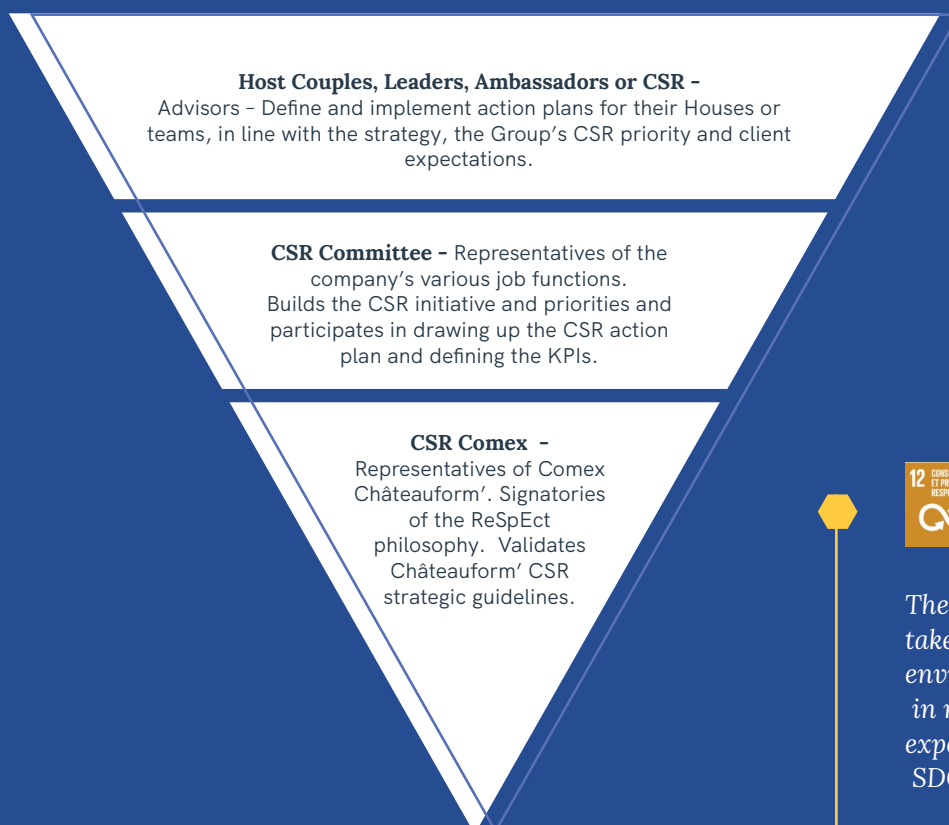 Host Couples, Leaders, Ambassadors or CSR -
Advisors – Define and implement action plans for their Houses or
teams, in line with the strategy, the Group’s CSR priority and client
expectations.
CSR Committee - Representatives of the
company’s various job functions.
Builds the CSR initiative and priorities and
participates in drawing up the CSR action
plan and defining the KPIs.
CSR Comex -
Representatives of Comex
Châteauform’. Signatories
of the ReSpEct
philosophy. Validates
Châteauform’ CSR
strategic guidelines.
12
ET
The
in